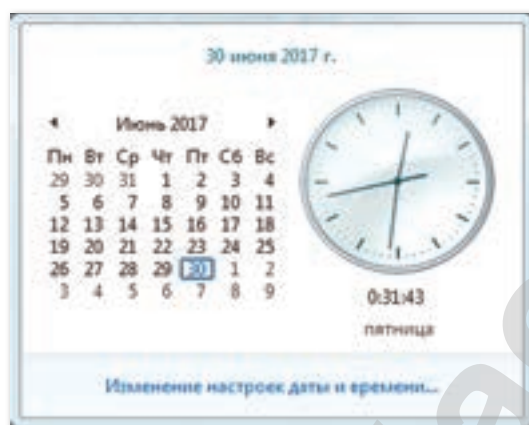 30 июня 2017 г.
Июнь 2017
Пн Вт Ср Чт Пт Сб Вс
29 30 31 1 2 3 4
5 6 7 8 9 10 11
12 13 14 15 16 17 18
19 20 21 22 23 24 25
26 27 28 29 30 1 2
3 4 5 6 7 8 9
0:31:43
пятница
Изменение настроек даты и времени...